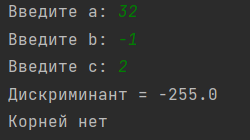 Введите a: 32
Введите b: -1
Введите c: 2
Дискриминант = -255.0
Корней нет